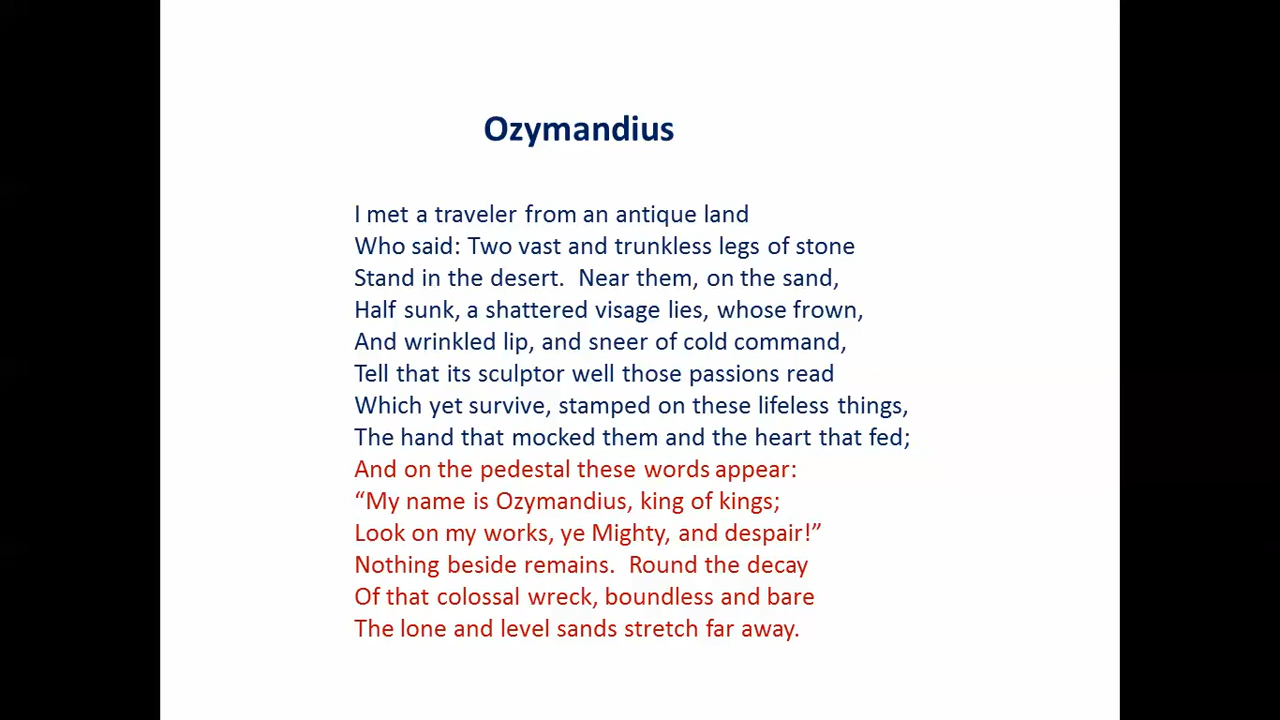 Ozymandius
I met a traveler from an antique land
Who said: Two vast and trunkless legs of stone
Stand in the desert.  Near them, on the sand,
Half sunk, a shattered visage lies, whose frown,
And wrinkled lip, and sneer of cold command,
Tell that its sculptor well those passions read
Which yet survive, stamped on these lifeless things,
The hand that mocked them and the heart that fed;
And on the pedestal these words appear:
“My name is Ozymandius, king of kings;
Look on my works, ye Mighty, and despair!”
Nothing beside remains.  Round the decay
Of that colossal wreck, boundless and bare
The lone and level sands stretch far away.